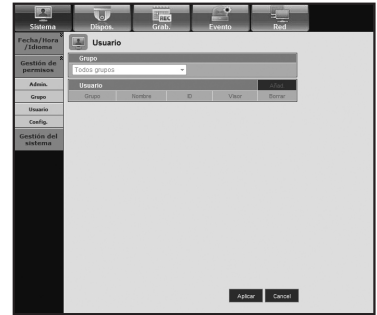 Sistema Dispos. Grab. Evento Red
Fecha/Hora
/Idioma
Gestión de
permisos
Admin.
Grupo
Usuario
Config.
Gestión del
sistema
Usuario
Grupo
Todos grupos
Usuario Añad.
Grupo Nombre ID Visor Borrar
Aplicar Cancel